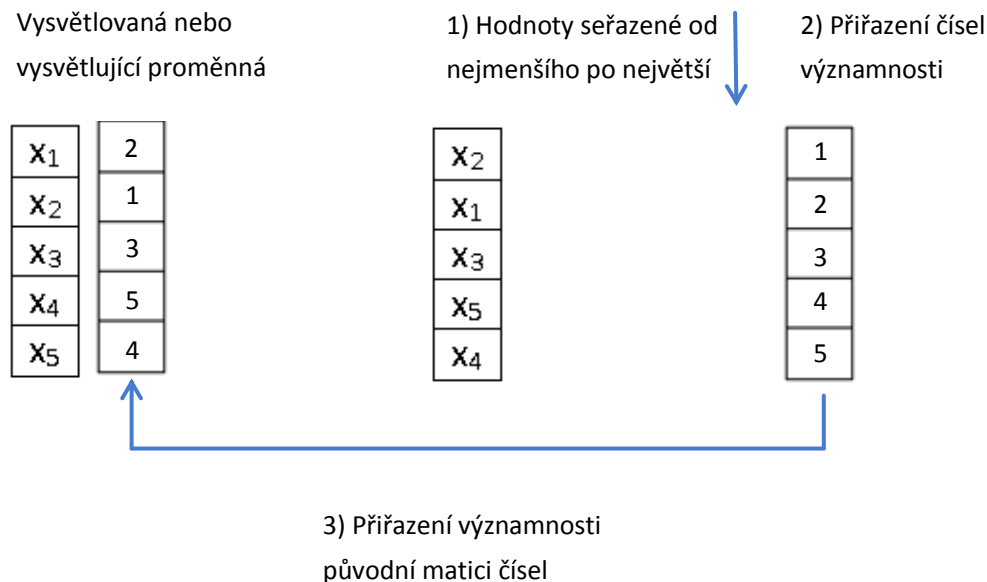 Vysvětlovaná nebo
vysvětlující proměnná
1) Hodnoty seřazené od
nejmenšího po největší
2) Přiřazení čísel
významnosti
x₁ 2
x₂ 1
x₃ 3
x₄ 5
x₅ 4
x₂
x₁
x₃
x₅
x₄
1
2
3
4
5
3) Přiřazení významnosti
původní matici čísel